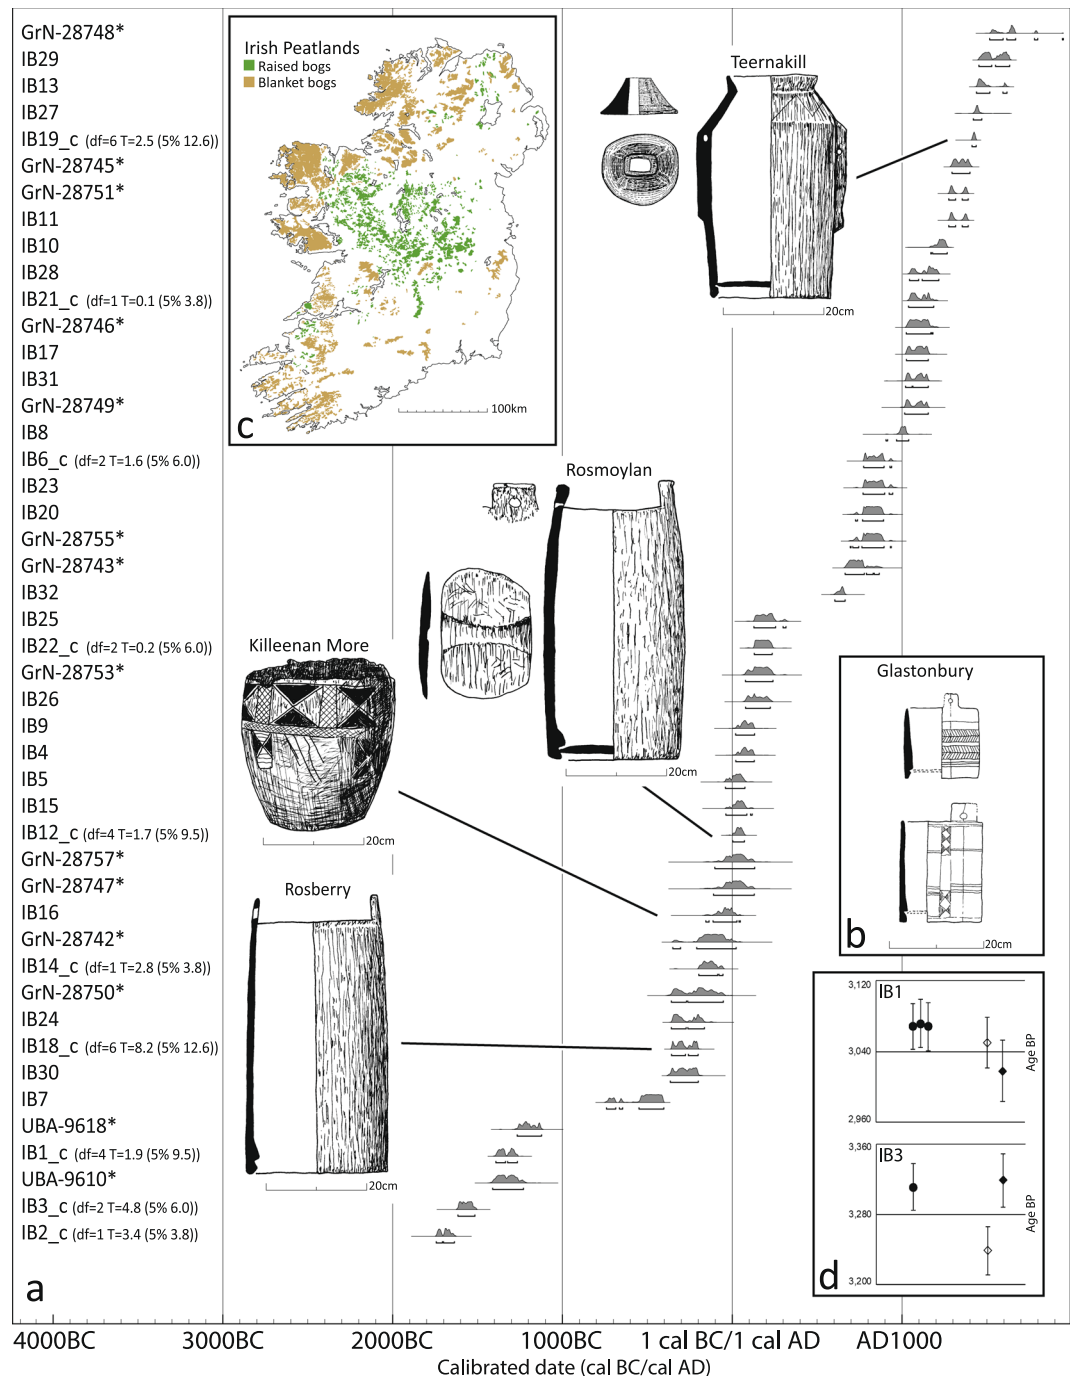 GrN-28748*
IB29
IB13
IB27
IB19_c (df=6 T=2.5 (5% 12.6))
GrN-28745*
GrN-28751*
IB11
IB10
IB28
IB21_c (df=1 T=0.1 (5% 3.8))
GrN-28746*
IB17
IB31
GrN-28749*
IB8
IB6_c (df=2 T=1.6 (5% 6.0))
IB23
IB20
GrN-28755*
GrN-28743*
IB32
IB25
IB22_c (df=2 T=0.2 (5% 6.0))
GrN-28753*
IB26
IB9
IB4
IB5
IB15
IB12_c (df=4 T=1.7 (5% 9.5))
GrN-28757*
GrN-28747*
IB16
GrN-28742*
IB14_c (df=1 T=2.8 (5% 3.8))
GrN-28750*
IB24
IB18_c (df=6 T=8.2 (5% 12.6))
IB30
IB7
UBA-9618*
IB1_c (df=4 T=1.9 (5% 9.5))
UBA-9610*
IB3_c (df=2 T=4.8 (5% 6.0))
IB2_c (df=1 T=3.4 (5% 3.8))
a
Irish Peatlands
Raised bogs
Blanket bogs
100km
c
Teernakill
20cm
Rosmoylan
20cm
Killeenan More
20cm
Rosberry
20cm
Glastonbury
20cm
b
IB1
3,120
3,040
2,960
Age BP
IB3
3,360
3,280
3,200
Age BP
d
4000BC
3000BC
2000BC
1000BC
1 cal BC/1 cal AD
AD1000
Calibrated date (cal BC/cal AD)